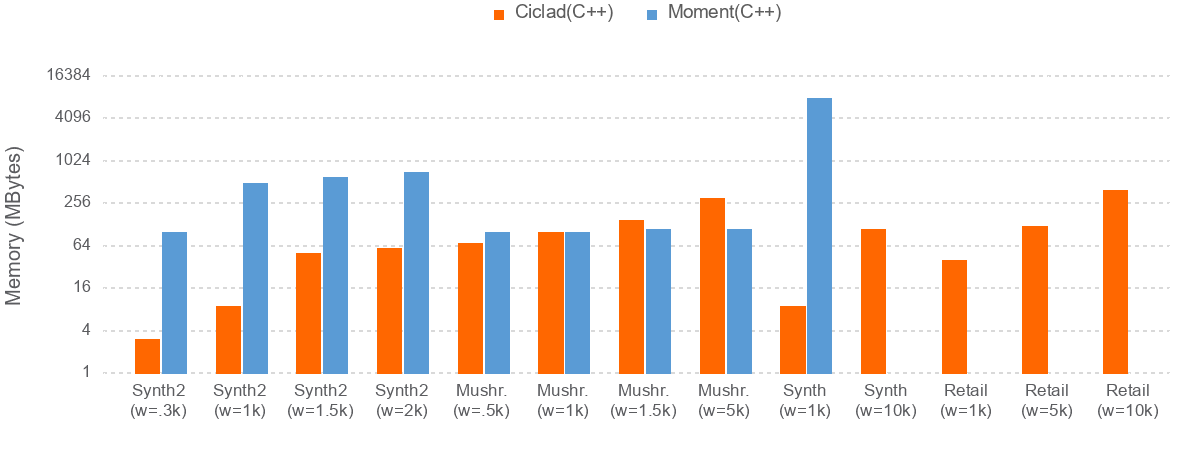 Ciclad(C++) Moment(C++)
Memory (MBytes)
16384
4096
1024
256
64
16
4
1
Synth2 Synth2 Synth2 Synth2 Mushr. Mushr. Mushr. Mushr. Synth Synth Retail Retail Retail
(w=.3k) (w=1k) (w=1.5k) (w=2k) (w=.5k) (w=1k) (w=1.5k) (w=5k) (w=1k) (w=10k) (w=1k) (w=5k) (w=10k)